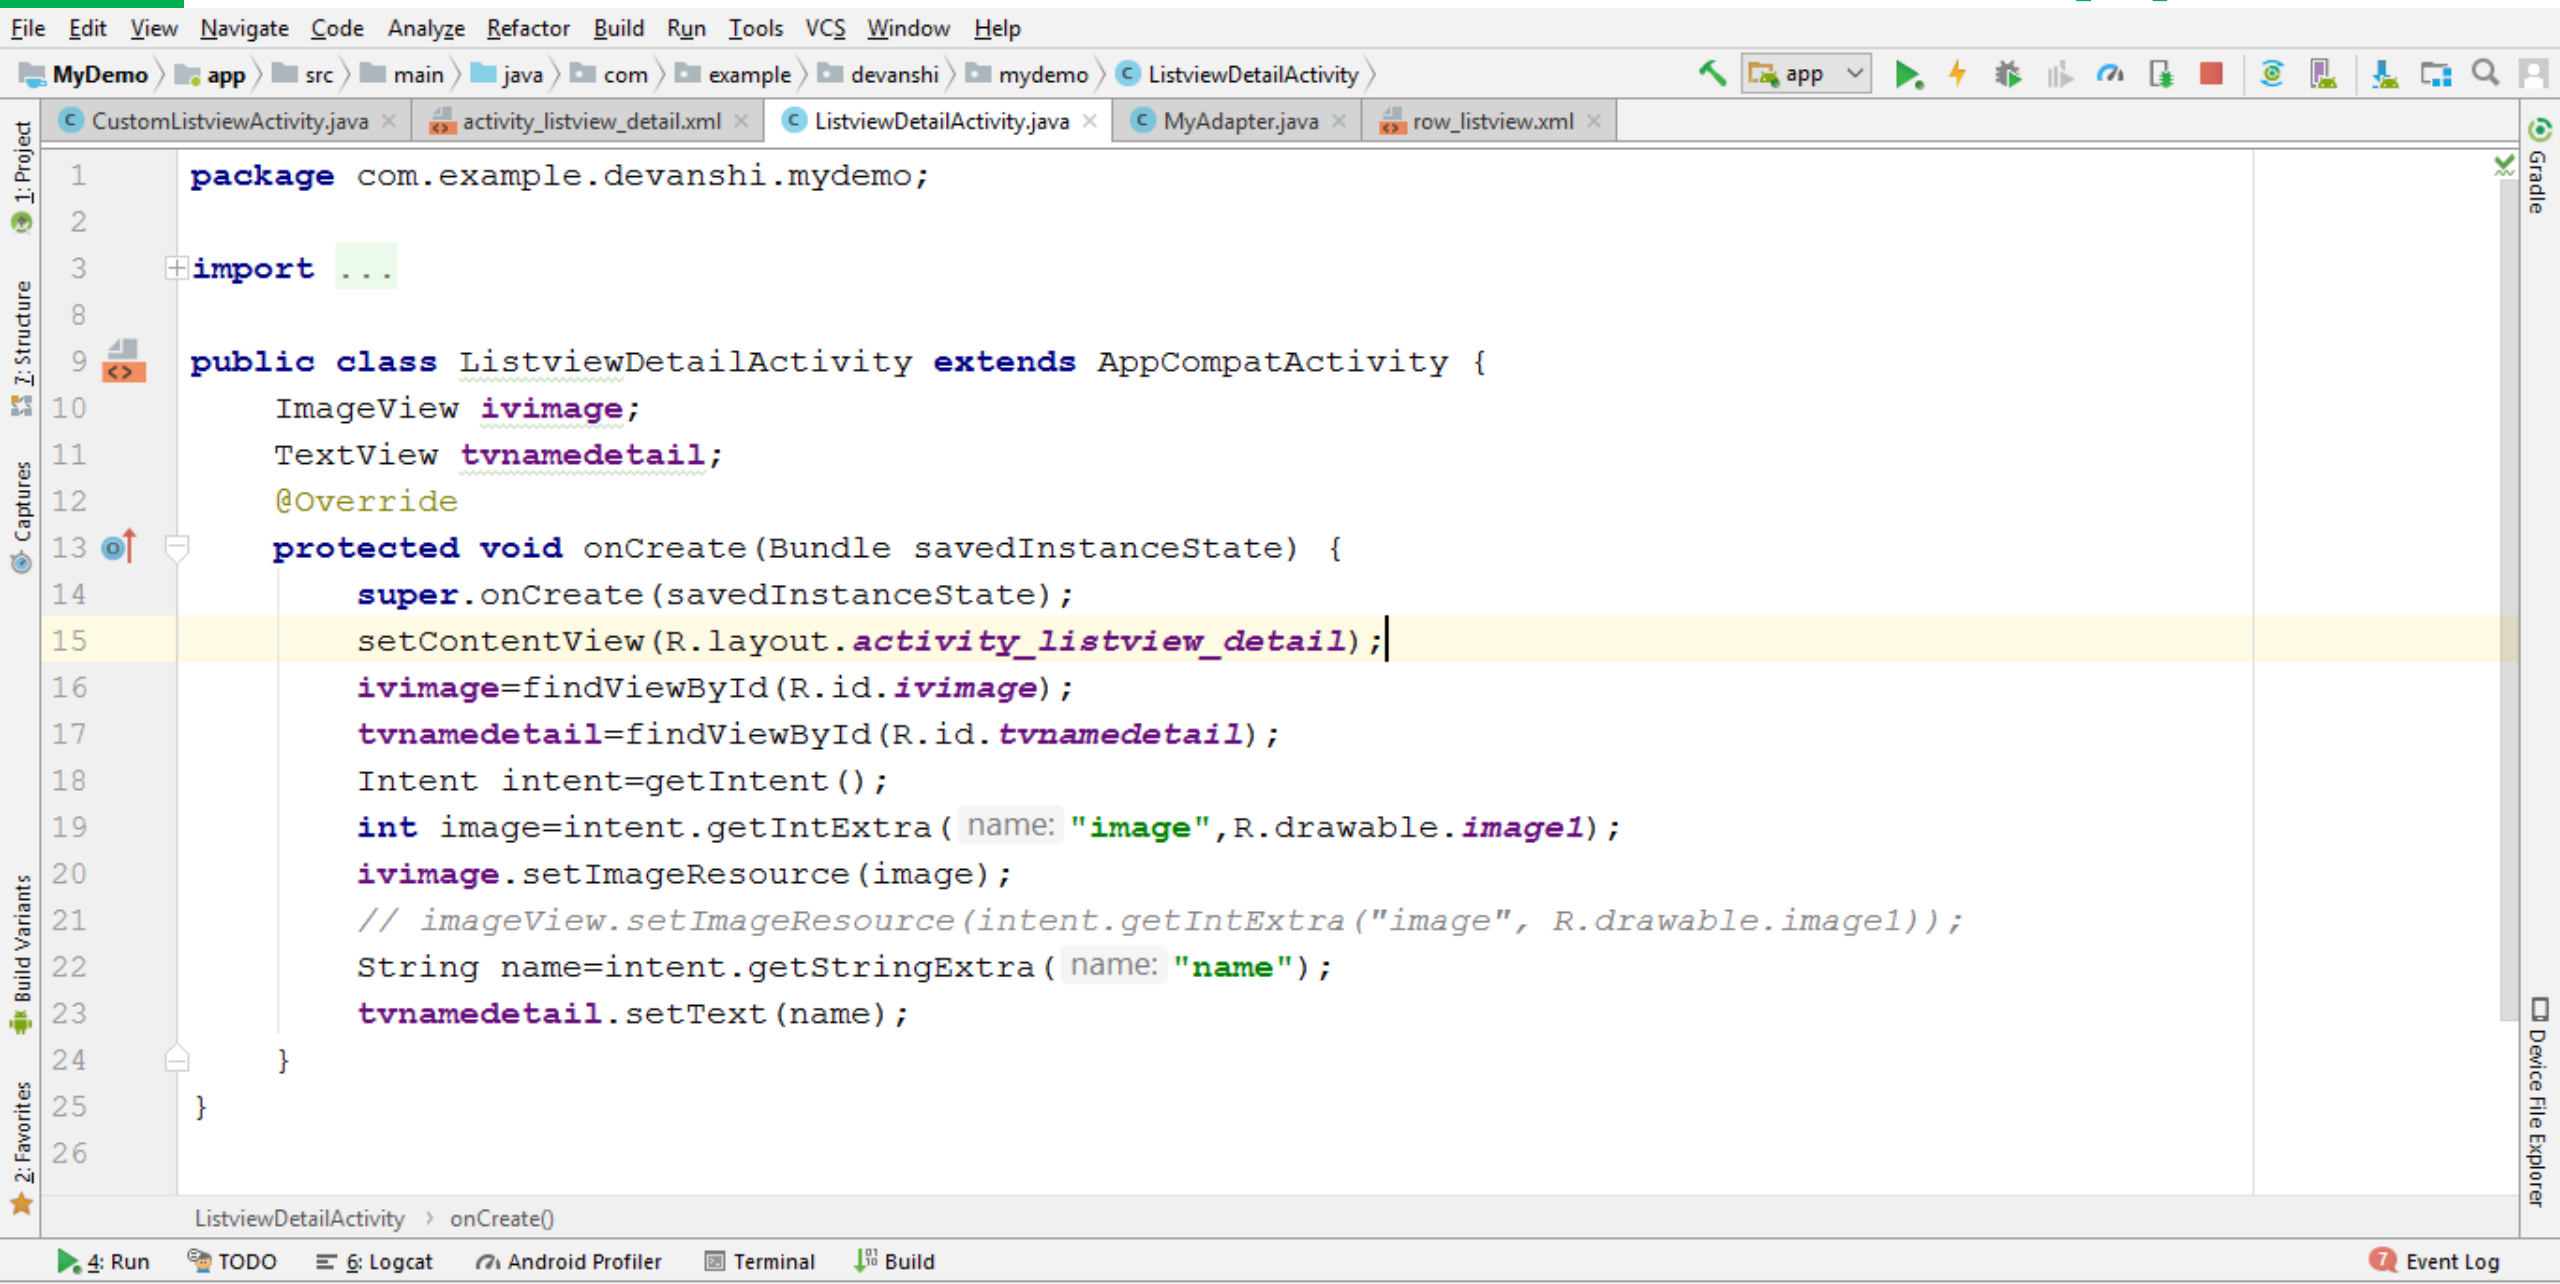 File Edit View Navigate Code Analyze Refactor Build Run Tools VCS Window Help
MyDemo app src main java com example devanshi mydemo ListviewDetailActivity app
CustomListviewActivity.java activity_listview_detail.xml ListviewDetailActivity.java MyAdapter.java row_listview.xml
1: Project
7: Structure
Captures
Build Variants
2: Favorites
1 package com.example.devanshi.mydemo;
2
3 import ...
8
9 public class ListviewDetailActivity extends AppCompatActivity {
10 ImageView ivimage;
11 TextView tvnamedetail;
12 @Override
13 protected void onCreate(Bundle savedInstanceState) {
14 super.onCreate(savedInstanceState);
15 setContentView(R.layout.activity_listview_detail);
16 ivimage=findViewById(R.id.ivimage);
17 tvnamedetail=findViewById(R.id.tvnamedetail);
18 Intent intent=getIntent();
19 int image=intent.getIntExtra( name: "image",R.drawable.image1);
20 ivimage.setImageResource(image);
21 // imageView.setImageResource(intent.getIntExtra("image", R.drawable.image1));
22 String name=intent.getStringExtra( name: "name");
23 tvnamedetail.setText(name);
24 }
25 }
26
Gradle
Device File Explorer
ListviewDetailActivity › onCreate()
4: Run TODO 6: Logcat Android Profiler Terminal Build 7 Event Log